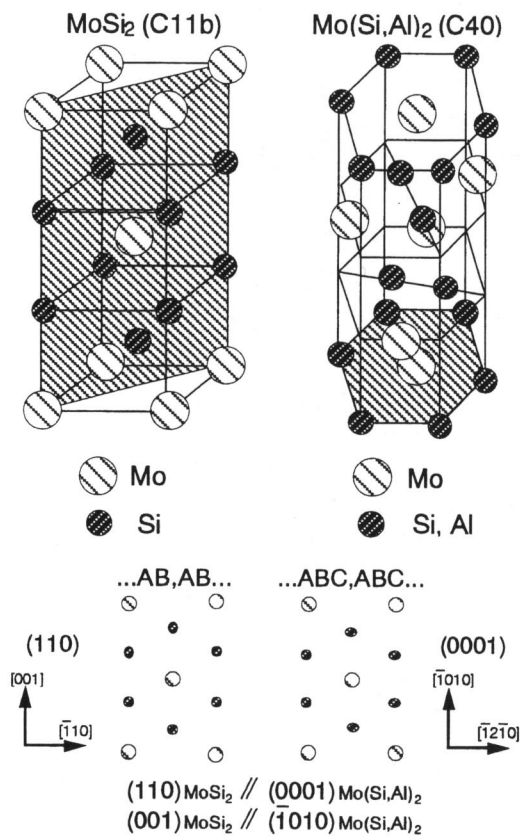 MoSi₂ (C11b)
Mo(Si,Al)₂ (C40)
Mo
Si
Mo
Si, Al
...AB,AB...
...ABC,ABC...
(110)
[001]
[1̄10]
(0001)
[1̄010]
[1̄21̄0]
(110) MoSi₂ // (0001) Mo(Si,Al)₂
(001) MoSi₂ // (1̄010) Mo(Si,Al)₂